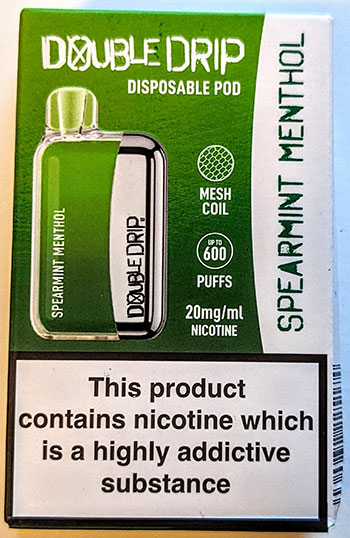 DOUBLE DRIP
DISPOSABLE POD
SPEARMINT MENTHOL
SPEARMINT MENTHOL
DOUBLE DRIP
MESH
COIL
UP TO
600
PUFFS
20mg/ml
NICOTINE
This product
contains nicotine which
is a highly addictive
substance